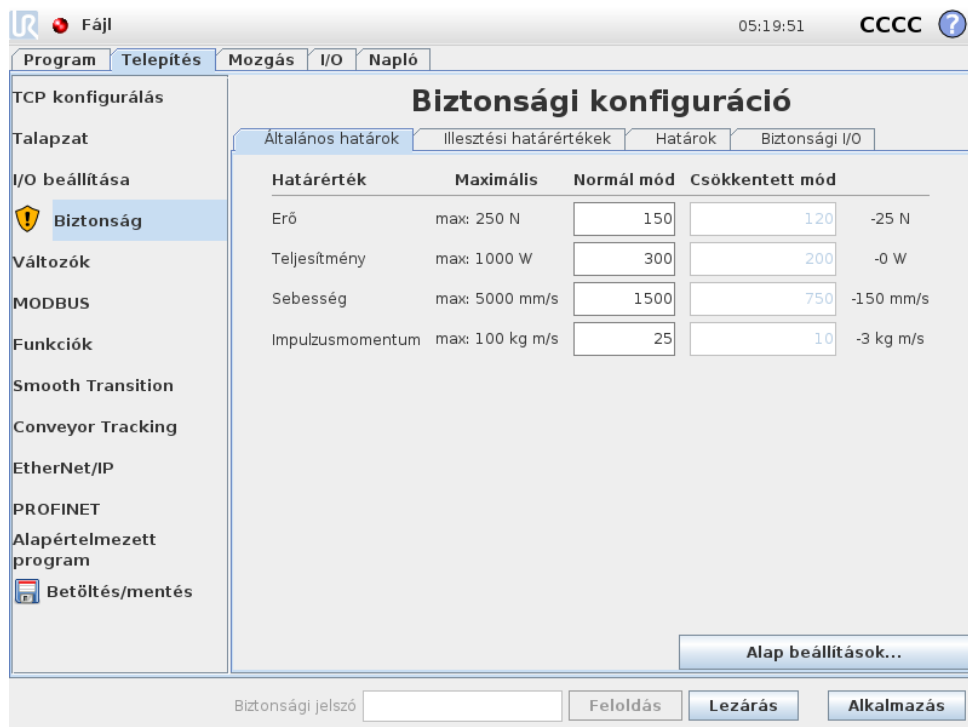 UR Fájl 05:19:51 CCCC ?
Program Telepítés Mozgás I/O Napló
TCP konfigurálás
Talapzat
I/O beállítása
Biztonság
Változók
MODBUS
Funkciók
Smooth Transition
Conveyor Tracking
EtherNet/IP
PROFINET
Alapértelmezett
program
Betöltés/mentés
Biztonsági konfiguráció
Általános határok Illesztési határértékek Határok Biztonsági I/O
Határérték Maximális Normál mód Csökkentett mód
Erő max: 250 N 150 120 -25 N
Teljesítmény max: 1000 W 300 200 -0 W
Sebesség max: 5000 mm/s 1500 750 -150 mm/s
Impulzusmomentum max: 100 kg m/s 25 10 -3 kg m/s
Alap beállítások...
Biztonsági jelszó Feloldás Lezárás Alkalmazás